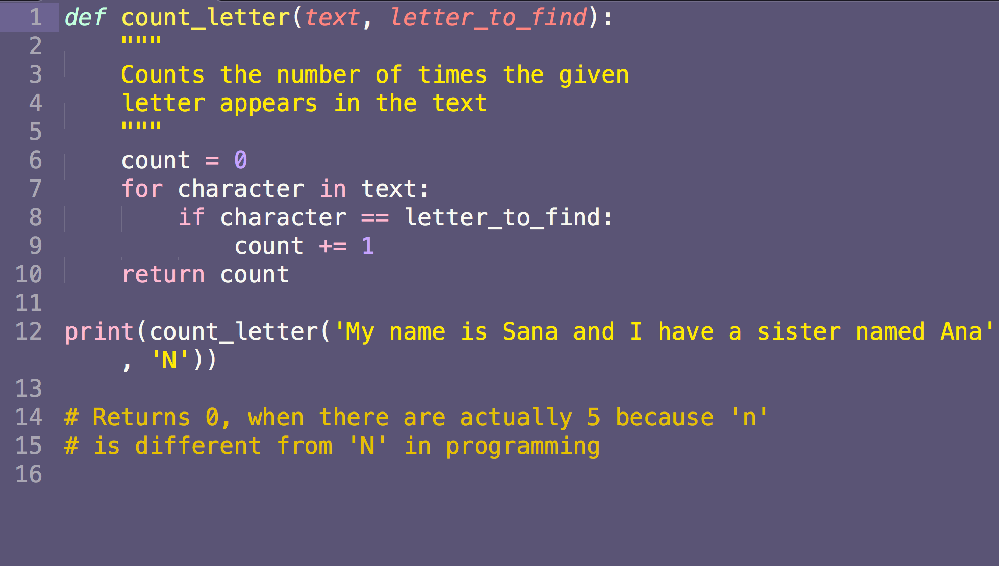 1 def count_letter(text, letter_to_find):
2 """
3 Counts the number of times the given
4 letter appears in the text
5 """
6 count = 0
7 for character in text:
8 if character == letter_to_find:
9 count += 1
10 return count
11
12 print(count_letter('My name is Sana and I have a sister named Ana'
, 'N'))
13
14 # Returns 0, when there are actually 5 because 'n'
15 # is different from 'N' in programming
16